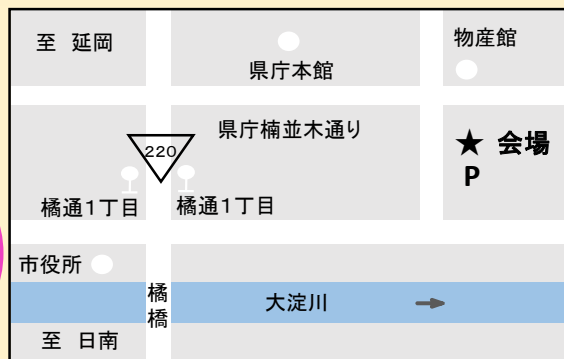 至 延岡
物産館
県庁本館
県庁楠並木通り
★ 会場
P
220
橘通1丁目
橘通1丁目
市役所
橘橋
大淀川
至 日南